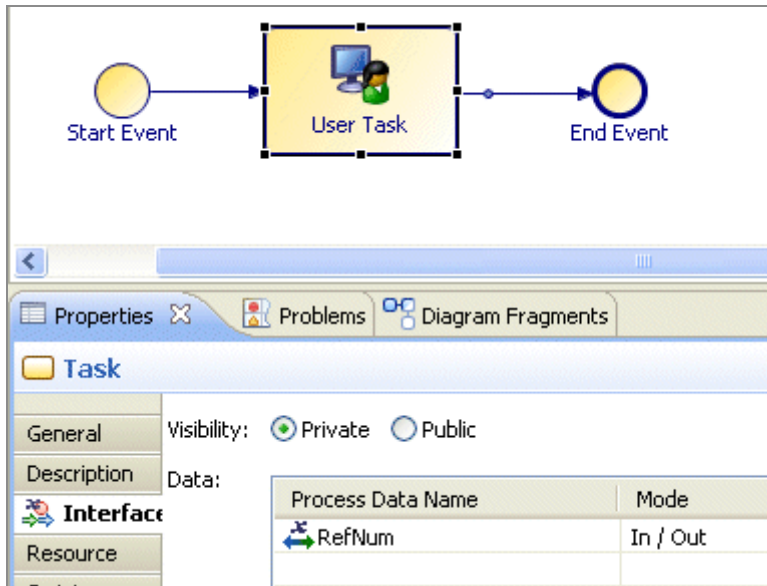 Start Event
User Task
End Event
Properties
Problems
Diagram Fragments
Task
General
Description
Interface
Resource
Visibility: Private Public
Data:
Process Data Name Mode
RefNum In / Out